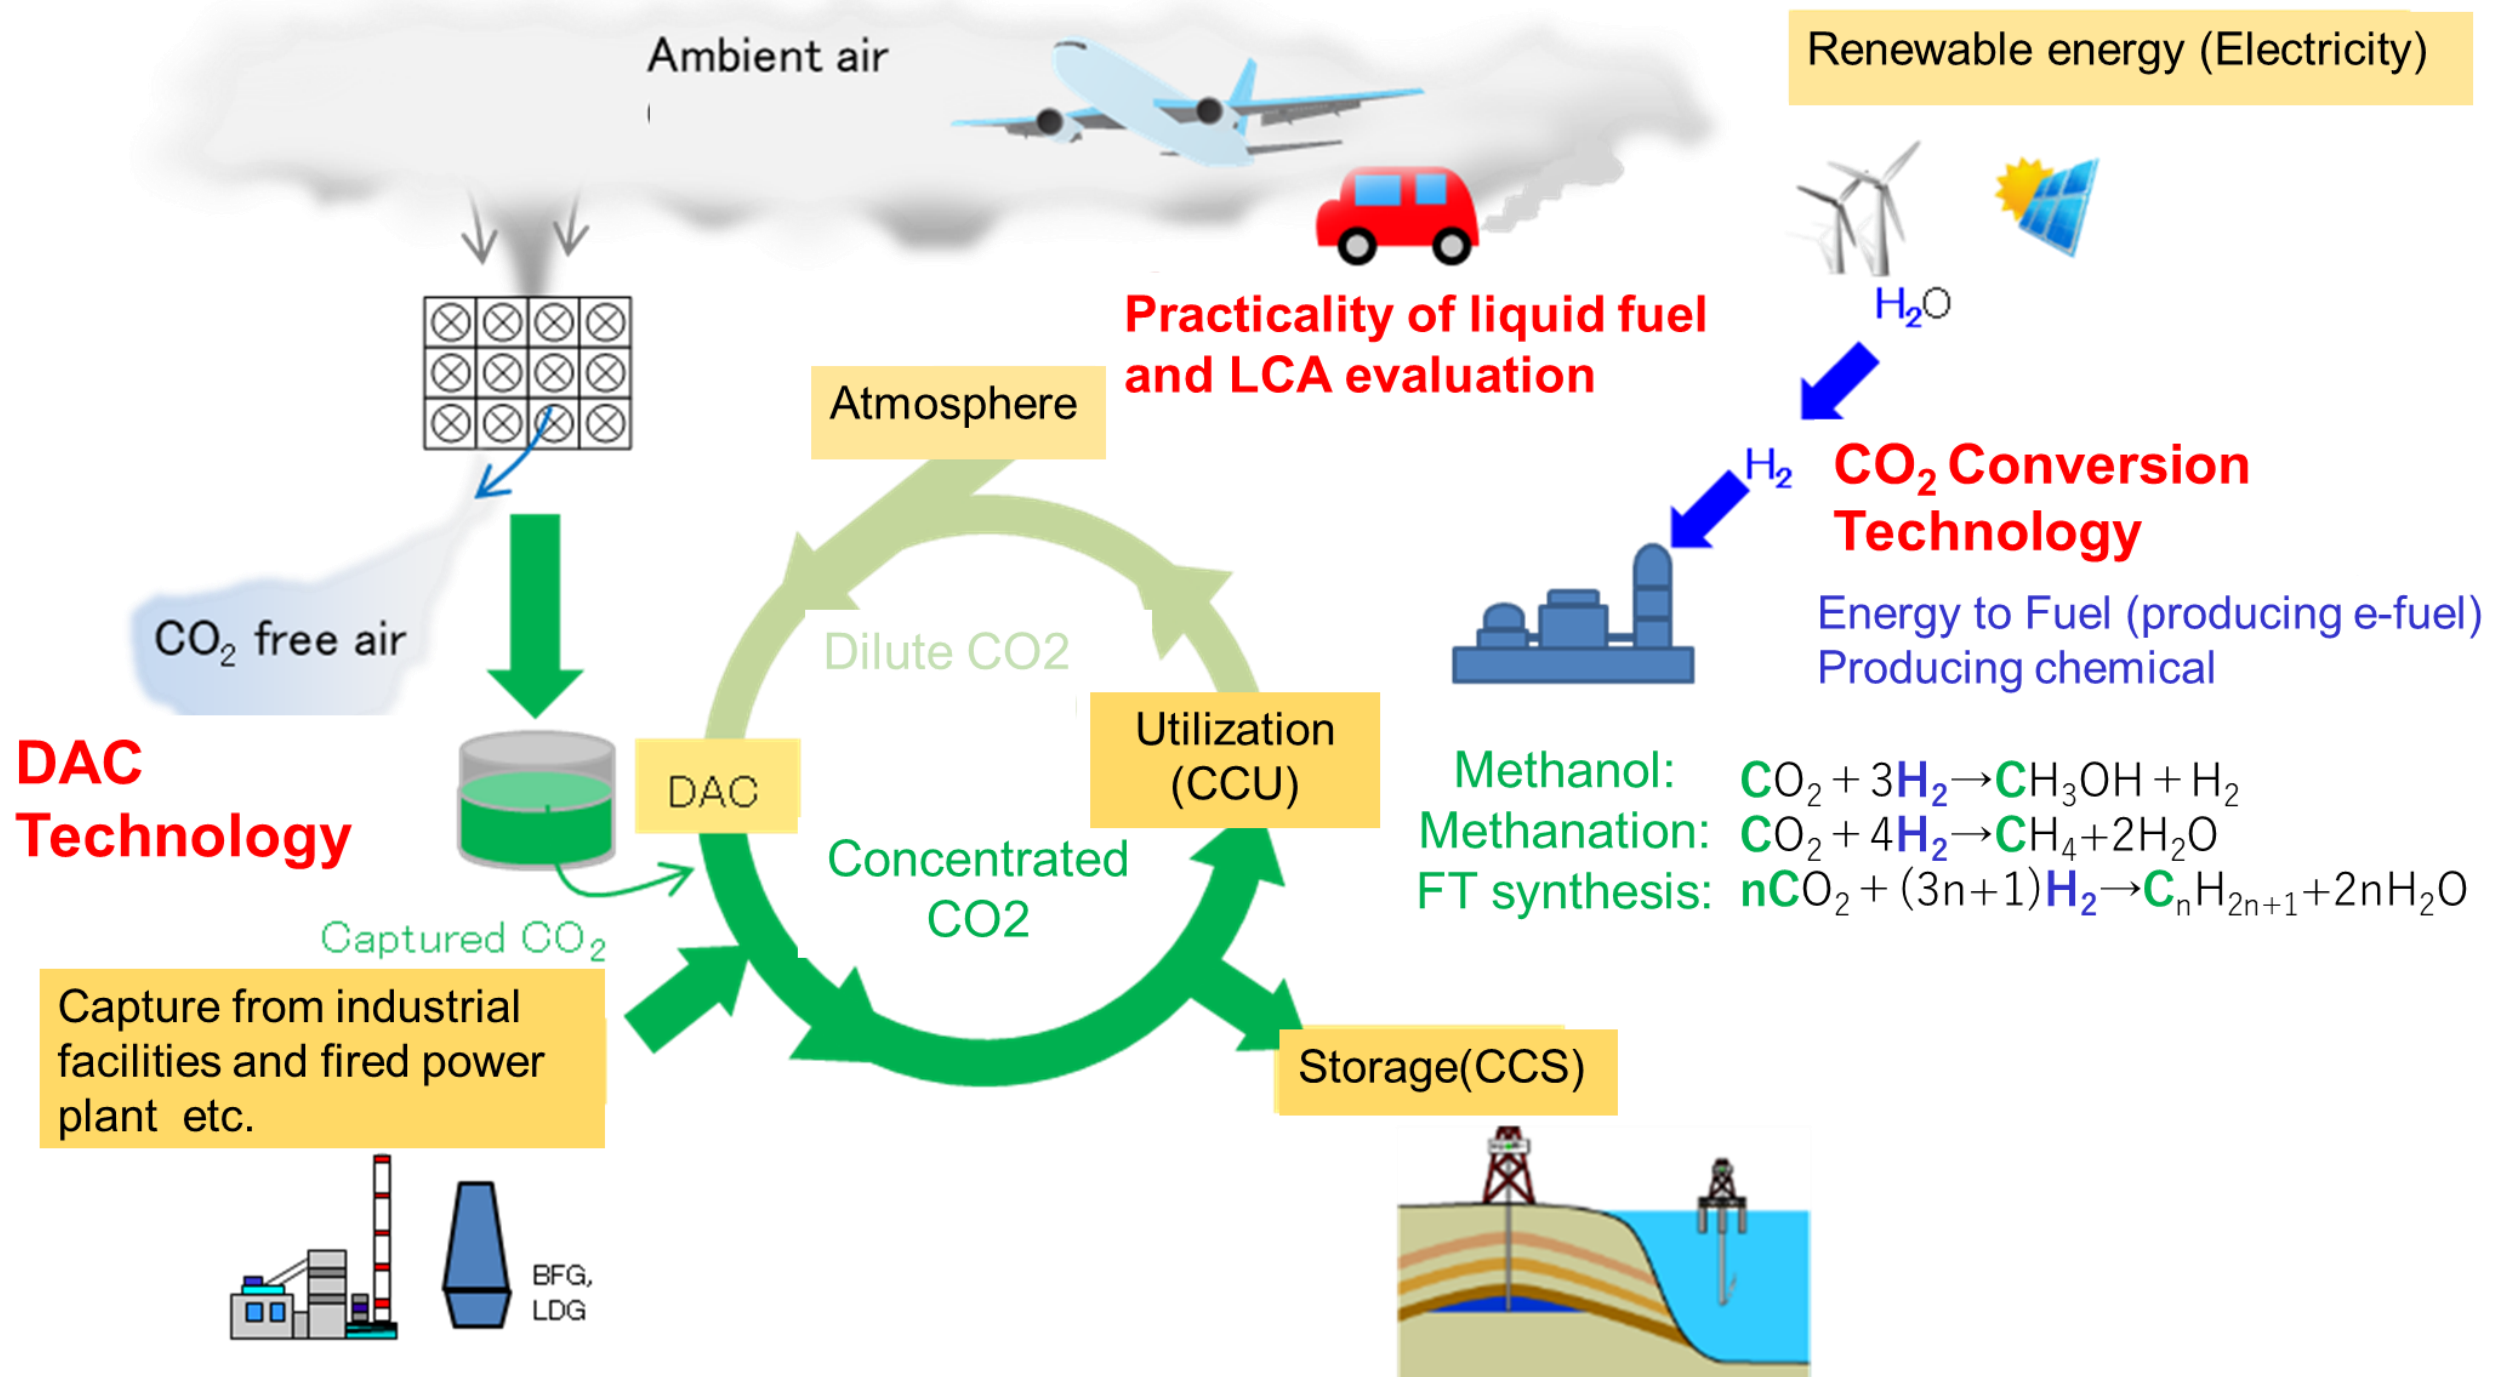 Ambient air
Renewable energy (Electricity)
H₂O
Practicality of liquid fuel
and LCA evaluation
Atmosphere
H₂
CO₂ Conversion
Technology
Energy to Fuel (producing e-fuel)
Producing chemical
CO₂ free air
Dilute CO2
DAC
Technology
DAC
Utilization
(CCU)
Concentrated
CO2
Captured CO₂
Methanol: CO₂ + 3H₂→CH₃OH + H₂
Methanation: CO₂ + 4H₂→CH₄+2H₂O
FT synthesis: nCO₂ + (3n+1)H₂→CₙH₂ₙ₊₁+2nH₂O
Capture from industrial
facilities and fired power
plant etc.
Storage(CCS)
BFG,
LDG